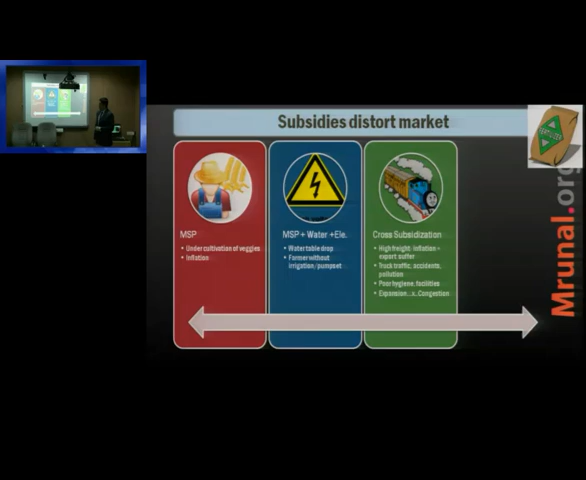 Subsidies distort market
MSP
• Under cultivation of veggies
• Inflation
MSP + Water +Ele.
• Water table drop
• Farmer without
irrigation/pumpset
Cross Subsidization
• High freight: inflation +
export suffer
• Truck traffic, accidents,
pollution
• Poor hygiene, facilities
• Expansion
Congestion
Mrunal.org